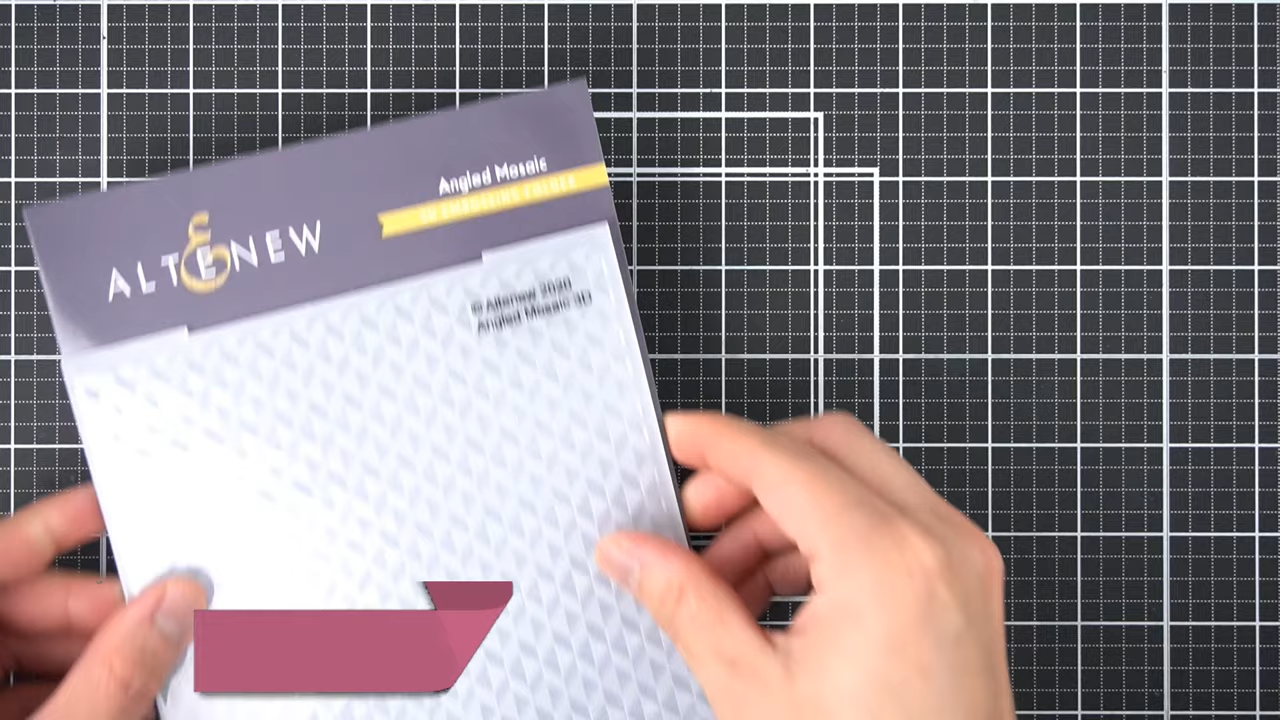 Angled Mosaic
3D EMBOSSING FOLDER
ALTENEW
© Altenew 2020
Angled Mosaic 3D